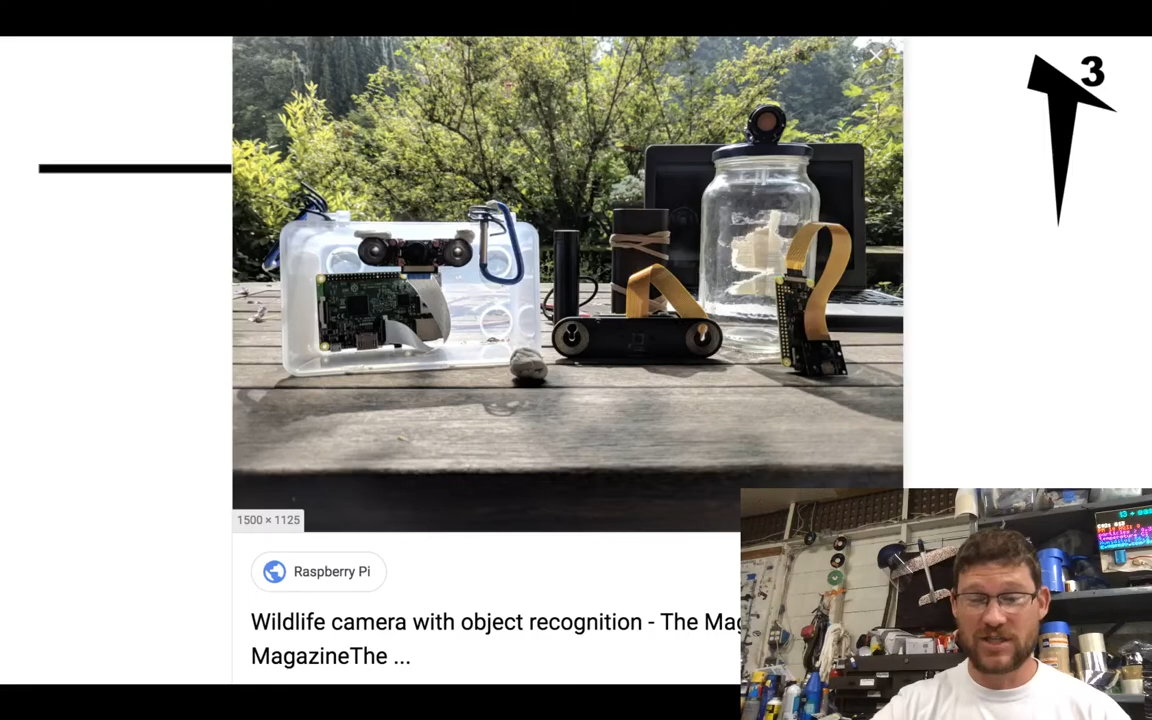 3
1500 × 1125
Raspberry Pi
Wildlife camera with object recognition - The Mag
MagazineThe ...